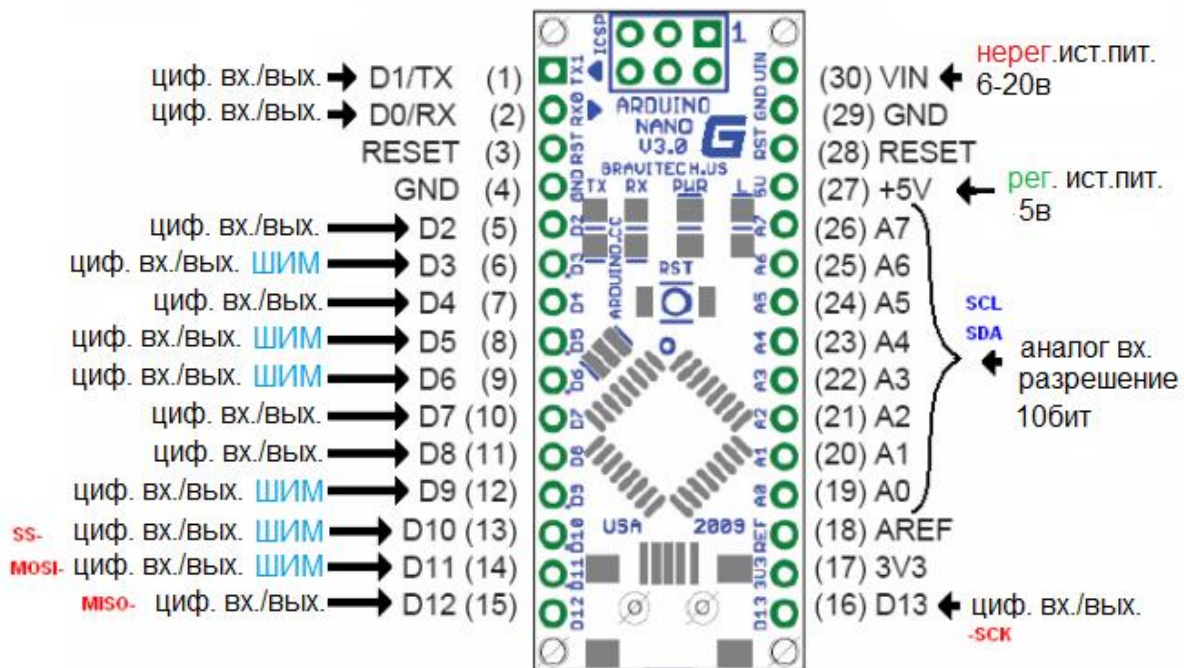 циф. вх./вых. D1/TX (1)
циф. вх./вых. D0/RX (2)
RESET (3)
GND (4)
циф. вх./вых. D2 (5)
циф. вх./вых. ШИМ D3 (6)
циф. вх./вых. D4 (7)
циф. вх./вых. ШИМ D5 (8)
циф. вх./вых. ШИМ D6 (9)
циф. вх./вых. D7 (10)
циф. вх./вых. D8 (11)
циф. вх./вых. ШИМ D9 (12)
SS- циф. вх./вых. ШИМ D10 (13)
MOSI- циф. вх./вых. ШИМ D11 (14)
MISO- циф. вх./вых. D12 (15)
ICSP
1
TX1
RX0
RST
GND
D2
D3
D4
D5
D6
D7
D8
D9
D10
D11
D12
ARDUINO
NANO
V3.0
G
GRAVITECH.US
TX RX PWR L
ARDUINO.CC
RST
USA 2009
VIN
GND
RST
5V
A7
A6
A5
A4
A3
A2
A1
A0
REF
3V3
D13
(30) VIN
нерег.ист.пит.
6-20в
(29) GND
(28) RESET
(27) +5V
рег. ист.пит.
5в
(26) A7
(25) A6
(24) A5 SCL
(23) A4 SDA
(22) A3
(21) A2
(20) A1
(19) A0
аналог вх.
разрешение
10бит
(18) AREF
(17) 3V3
(16) D13 циф. вх./вых.
-SCK